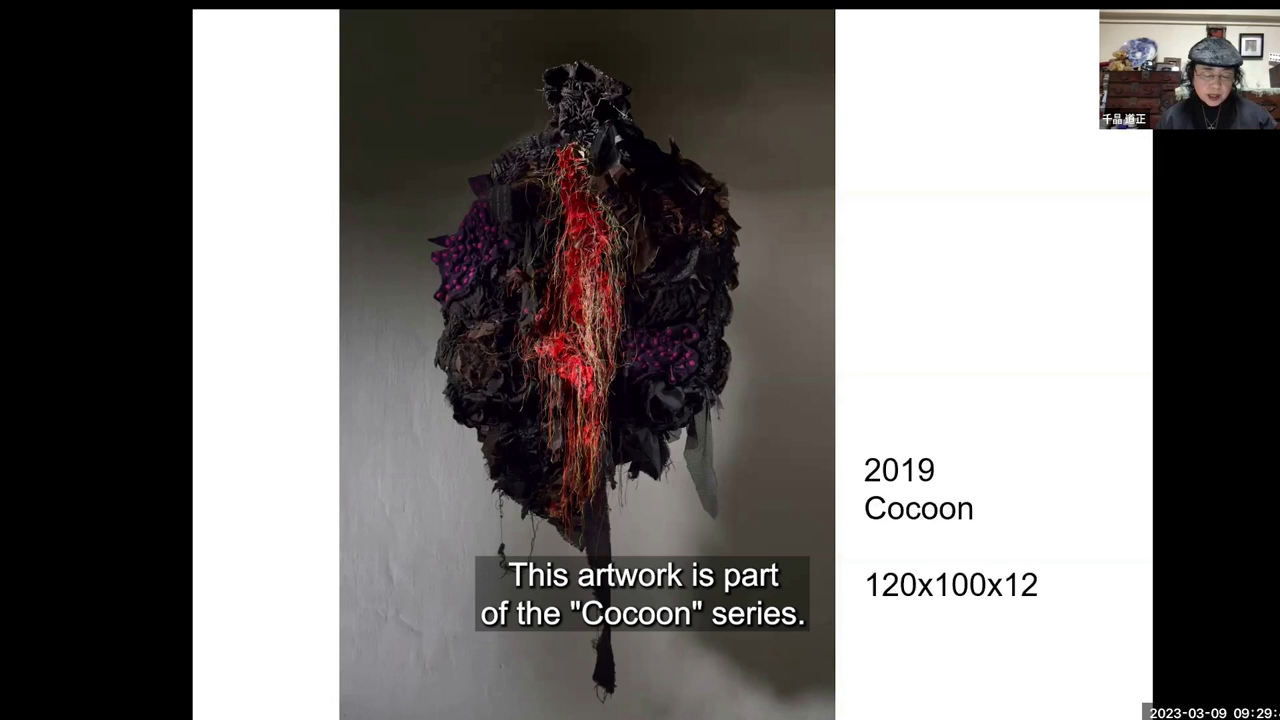 千品 道正
2019
Cocoon
120x100x12
This artwork is part
of the "Cocoon" series.
2023-03-09 09:29: